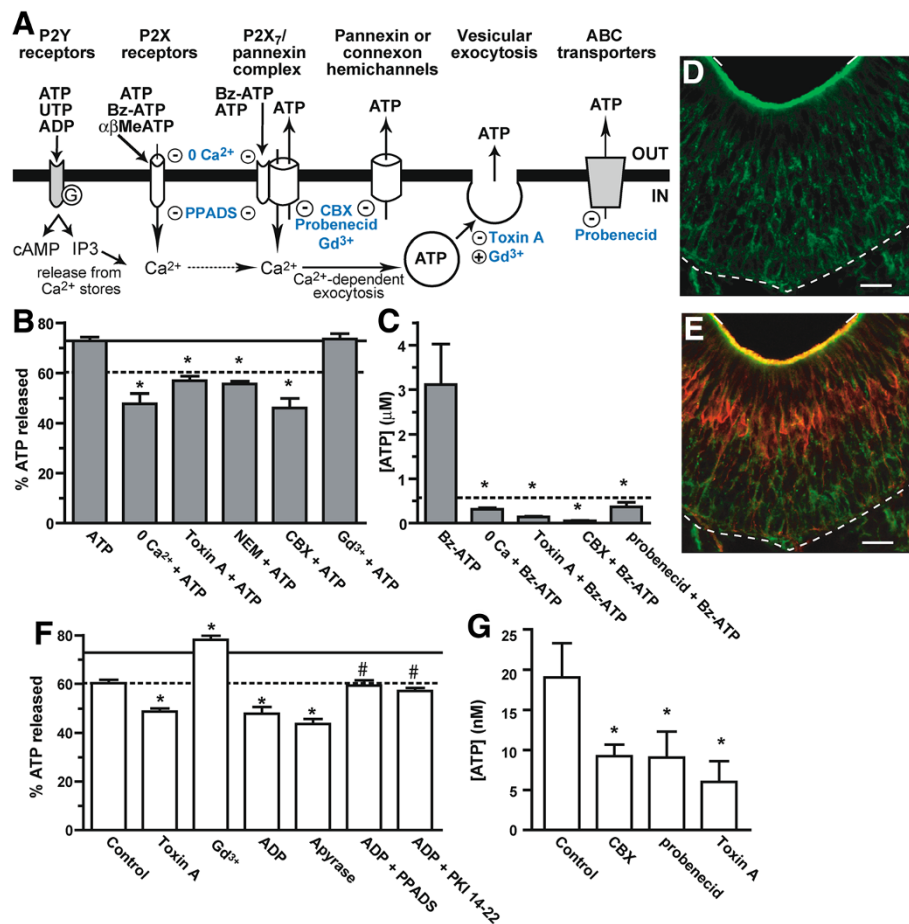 A
P2Y receptors
P2X receptors
P2X7/ pannexin complex
Pannexin or connexon hemichannels
Vesicular exocytosis
ABC transporters
ATP
UTP
ADP
ATP
Bz-ATP
αβMeATP
Bz-ATP
ATP
ATP
ATP
ATP
ATP
0 Ca²⁺
OUT
IN
G
PPADS
CBX
Probenecid
Gd³⁺
Toxin A
Gd³⁺
Probenecid
ATP
cAMP
IP3
release from
Ca²⁺ stores
Ca²⁺
Ca²⁺
Ca²⁺-dependent
exocytosis
D
B
% ATP released
80
60
40
20
0
* * * *
ATP
0 Ca²⁺ + ATP
Toxin A + ATP
NEM + ATP
CBX + ATP
Gd³⁺ + ATP
C
[ATP] (μM)
5
4
3
2
1
0
* * * *
Bz-ATP
0 Ca + Bz-ATP
Toxin A + Bz-ATP
CBX + Bz-ATP
probenecid + Bz-ATP
E
F
% ATP released
80
60
40
20
0
* * * * # #
Control
Toxin A
Gd³⁺
ADP
Apyrase
ADP + PPADS
ADP + PKI 14-22
G
[ATP] (nM)
25
20
15
10
5
0
* * *
Control
CBX
probenecid
Toxin A